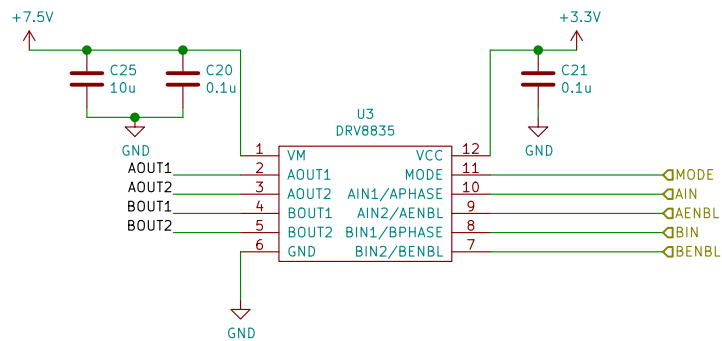 +7.5V
+3.3V
C25
10u
C20
0.1u
C21
0.1u
GND
GND
U3
DRV8835
1 VM VCC 12
AOUT1 2 AOUT1 MODE 11 MODE
AOUT2 3 AOUT2 AIN1/APHASE 10 AIN
BOUT1 4 BOUT1 AIN2/AENBL 9 AENBL
BOUT2 5 BOUT2 BIN1/BPHASE 8 BIN
6 GND BIN2/BENBL 7 BENBL
GND